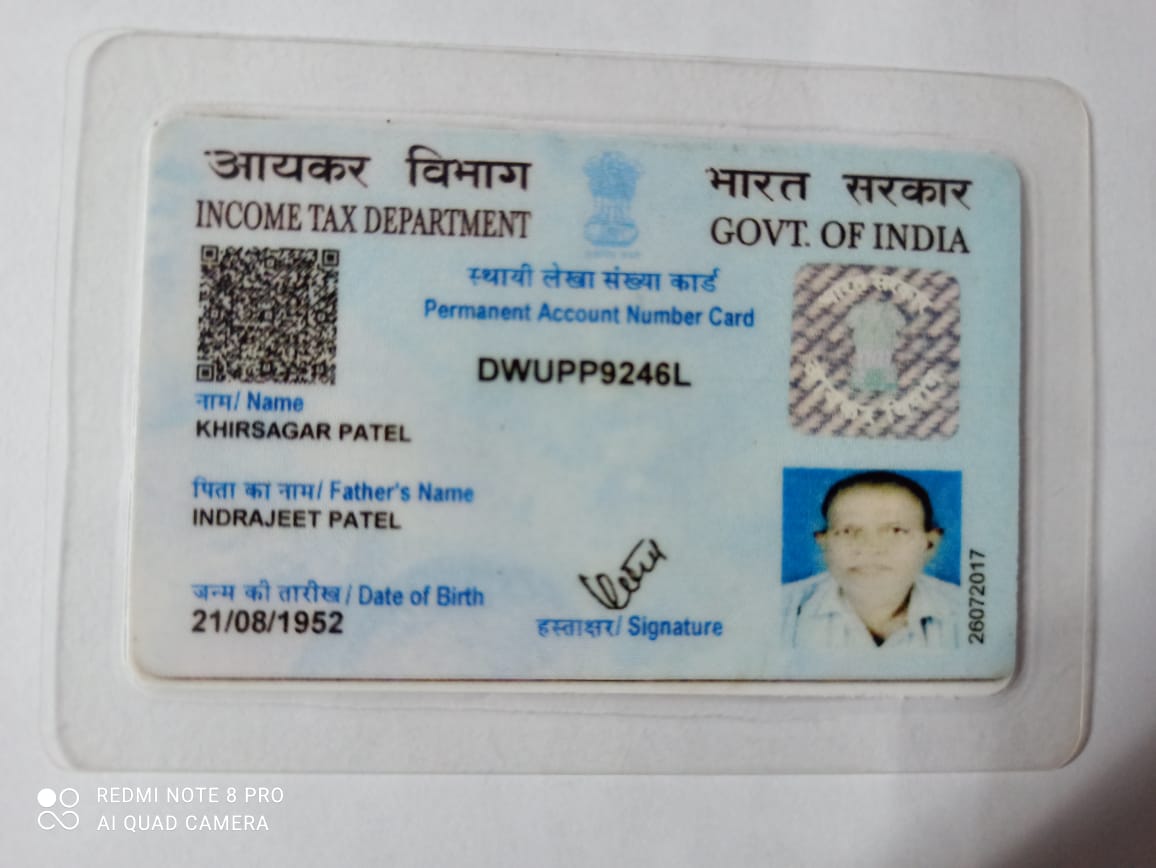 आयकर विभाग
INCOME TAX DEPARTMENT
भारत सरकार
GOVT. OF INDIA
स्थायी लेखा संख्या कार्ड
Permanent Account Number Card
DWUPP9246L
नाम/ Name
KHIRSAGAR PATEL
पिता का नाम/ Father's Name
INDRAJEET PATEL
जन्म की तारीख/ Date of Birth
21/08/1952
हस्ताक्षर/ Signature
26072017
REDMI NOTE 8 PRO
AI QUAD CAMERA